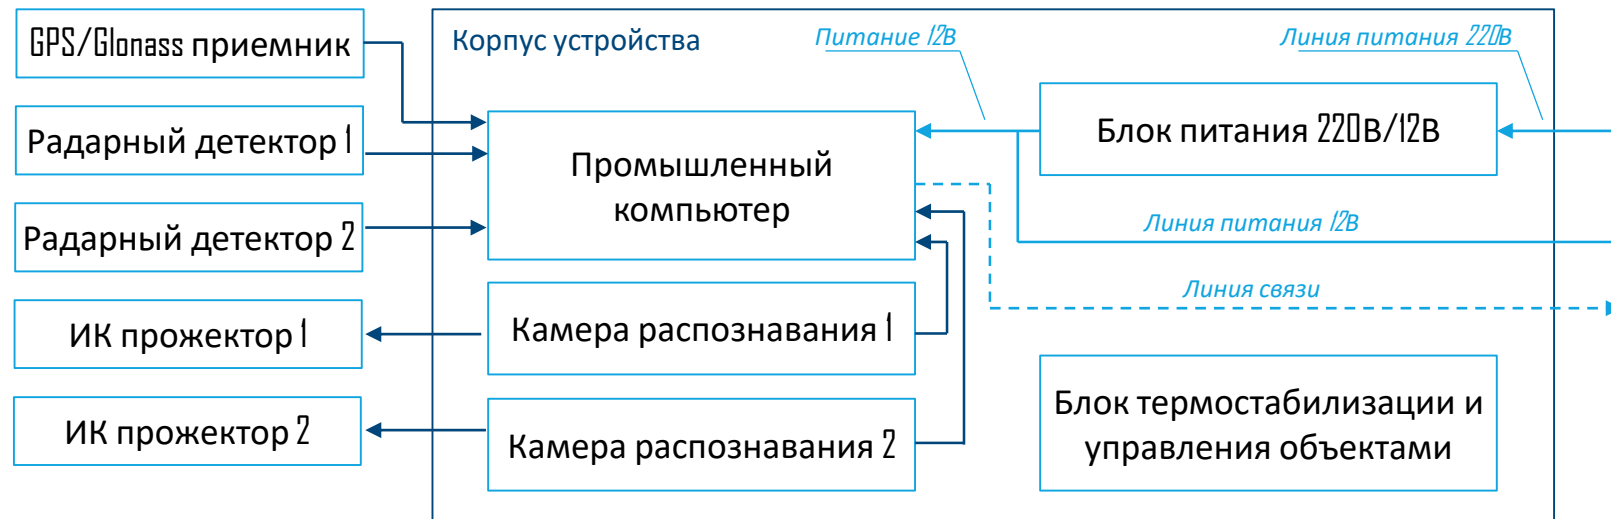 GPS/Glonass приемник
Корпус устройства
Питание 12В
Линия питания 220В
Радарный детектор 1
Промышленный
компьютер
Блок питания 220В/12В
Радарный детектор 2
Линия питания 12В
Линия связи
ИК прожектор 1
Камера распознавания 1
ИК прожектор 2
Камера распознавания 2
Блок термостабилизации и
управления объектами